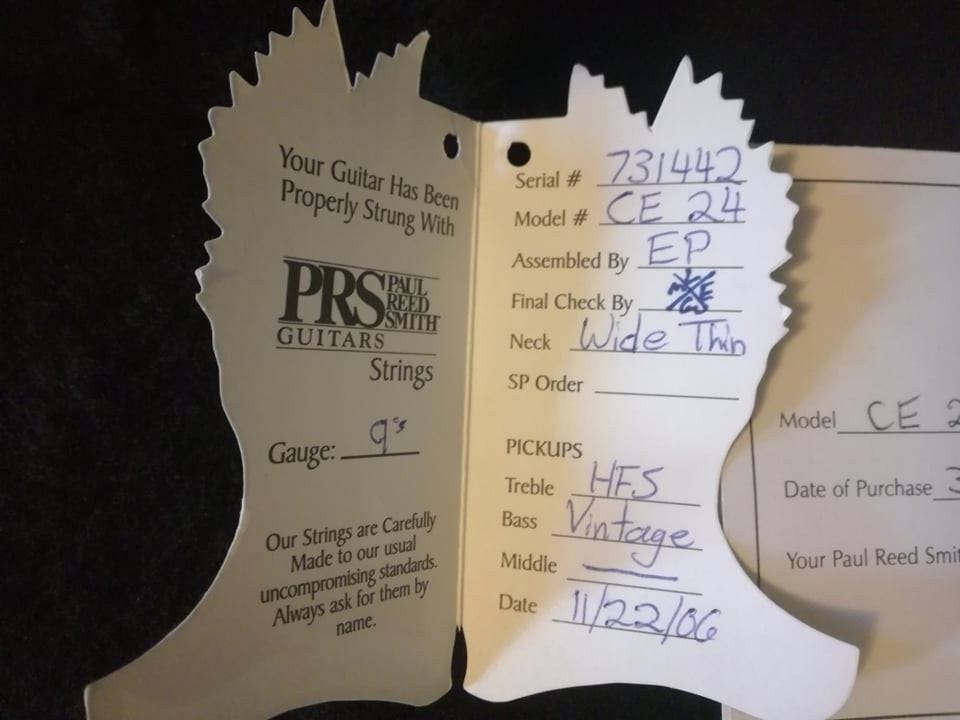 Your Guitar Has Been
Properly Strung With
PRS PAUL
REED
SMITH
GUITARS
Strings
Gauge: 9's
Our Strings are Carefully
Made to our usual
uncompromising standards.
Always ask for them by
name.
Serial # 731442
Model # CE 24
Assembled By EP
Final Check By
Neck Wide Thin
SP Order
PICKUPS
Treble HFS
Bass Vintage
Middle —
Date 11/22/06
Model CE 2
Date of Purchase 3
Your Paul Reed Smit